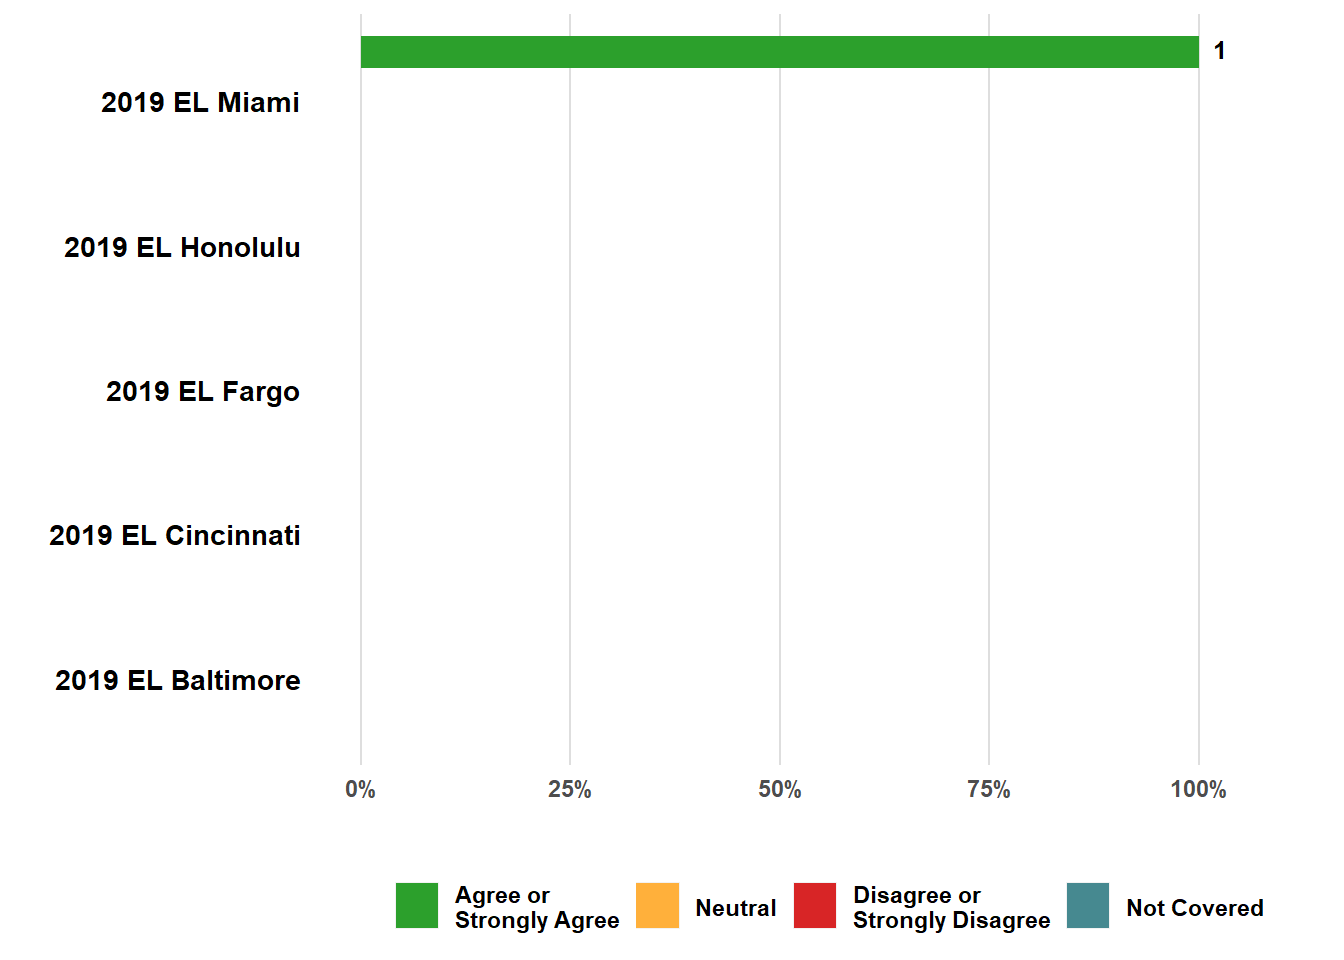 1
2019 EL Miami
2019 EL Honolulu
2019 EL Fargo
2019 EL Cincinnati
2019 EL Baltimore
0% 25% 50% 75% 100%
Agree or
Strongly Agree
Neutral
Disagree or
Strongly Disagree
Not Covered